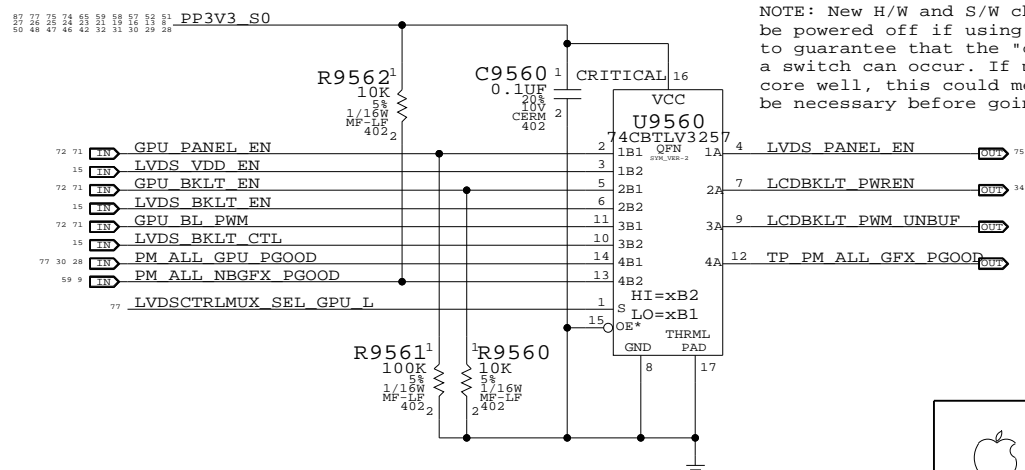 87 77 75 74 65 59 58 57 52 51
27 26 25 24 23 21 19 16 13 8
50 48 47 46 42 32 31 30 29 28
PP3V3_S0
NOTE: New H/W and S/W
be powered off if using
to guarantee that the
a switch can occur. If
core well, this could
be necessary before
R9562
1
10K
5%
1/16W
MF-LF
402
2
C9560
1
0.1UF
20%
10V
CERM
402
2
CRITICAL
16
VCC
U9560
74CBTLV3257
QFN
SYM_VER-2
72 71 IN GPU_PANEL_EN 2 1B1
15 IN LVDS_VDD_EN 3 1B2
72 71 IN GPU_BKLT_EN 5 2B1
15 IN LVDS_BKLT_EN 6 2B2
72 71 IN GPU_BL_PWM 11 3B1
15 IN LVDS_BKLT_CTL 10 3B2
77 30 28 IN PM_ALL_GPU_PGOOD 14 4B1
59 9 IN PM_ALL_NBGFX_PGOOD 13 4B2
77 LVDSCTRLMUX_SEL_GPU_L 1 S
15 OE*
1A 4 LVDS_PANEL_EN OUT 75
2A 7 LCDBKLT_PWREN OUT 34
3A 9 LCDBKLT_PWM_UNBUF OUT
4A 12 TP_PM_ALL_GFX_PGOOD OUT
HI=xB2
LO=xB1
THRML
GND PAD
8 17
R9561
1
100K
5%
1/16W
MF-LF
402
2
R9560
1
10K
5%
1/16W
MF-LF
402
2